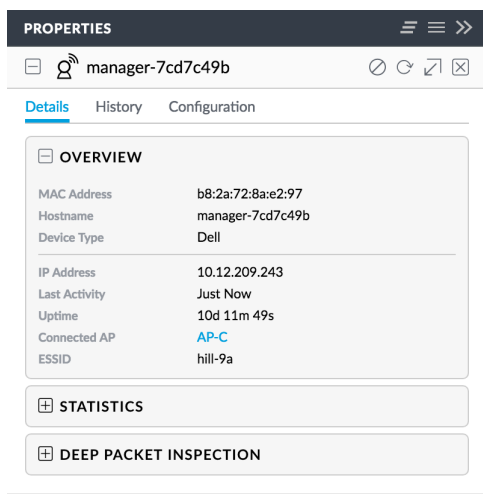 PROPERTIES
manager-7cd7c49b
Details History Configuration
OVERVIEW
MAC Address b8:2a:72:8a:e2:97
Hostname manager-7cd7c49b
Device Type Dell
IP Address 10.12.209.243
Last Activity Just Now
Uptime 10d 11m 49s
Connected AP AP-C
ESSID hill-9a
STATISTICS
DEEP PACKET INSPECTION